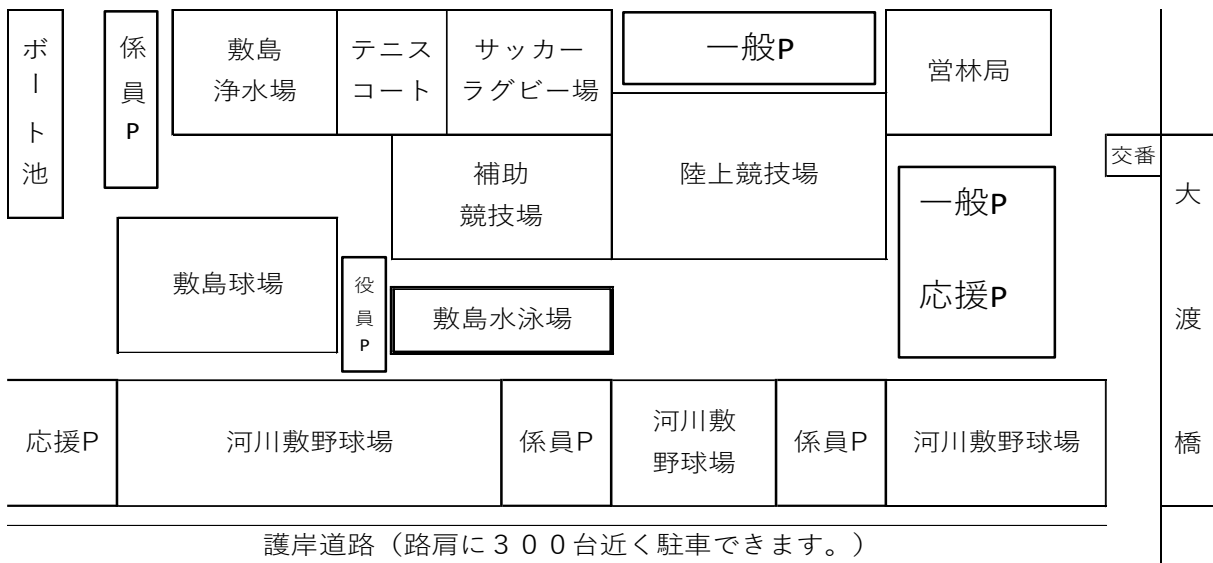 ボート池
係員P
敷島
浄水場
テニス
コート
サッカー
ラグビー場
一般P
営林局
補助
競技場
陸上競技場
交番
一般P
応援P
大渡橋
敷島球場
役員P
敷島水泳場
応援P
河川敷野球場
係員P
河川敷
野球場
係員P
河川敷野球場
護岸道路（路肩に３００台近く駐車できます。）